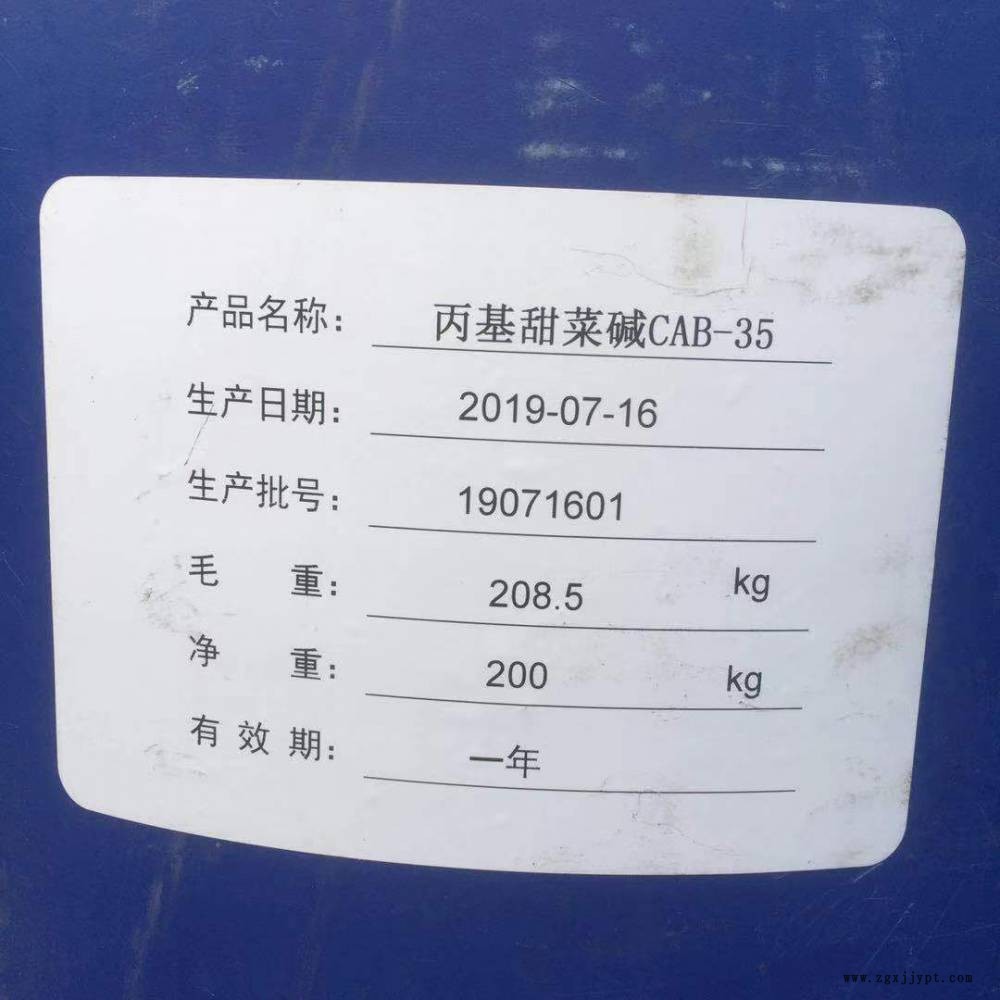 产品名称： 丙基甜菜碱CAB-35
生产日期： 2019-07-16
生产批号： 19071601
毛 重： 208.5 kg
净 重： 200 kg
有 效 期： 一年
www.zgxjjypt.com